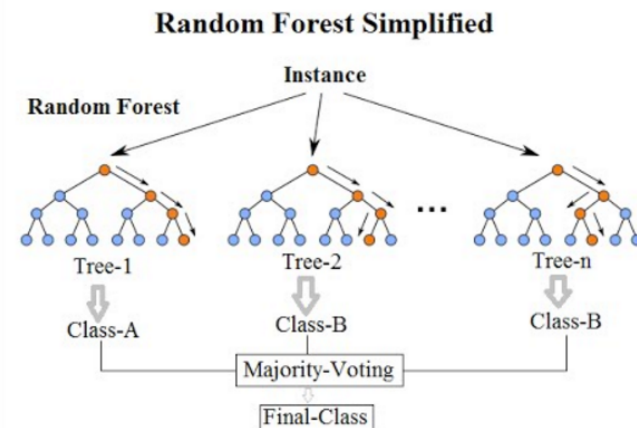 Random Forest Simplified
Instance
Random Forest
...
Tree-1 Tree-2 Tree-n
Class-A Class-B Class-B
Majority-Voting
Final-Class